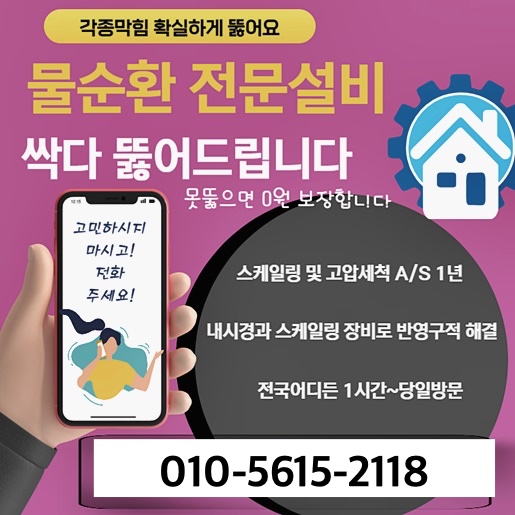 각종막힘 확실하게 뚫어요
물순환 전문설비
싹다 뚫어드립니다
못뚫으면 0원 보장합니다
12:15
고민하시지
마시고!
전화
주세요!
스케일링 및 고압세척 A/S 1년
내시경과 스케일링 장비로 반영구적 해결
전국어디든 1시간~당일방문
010-5615-2118